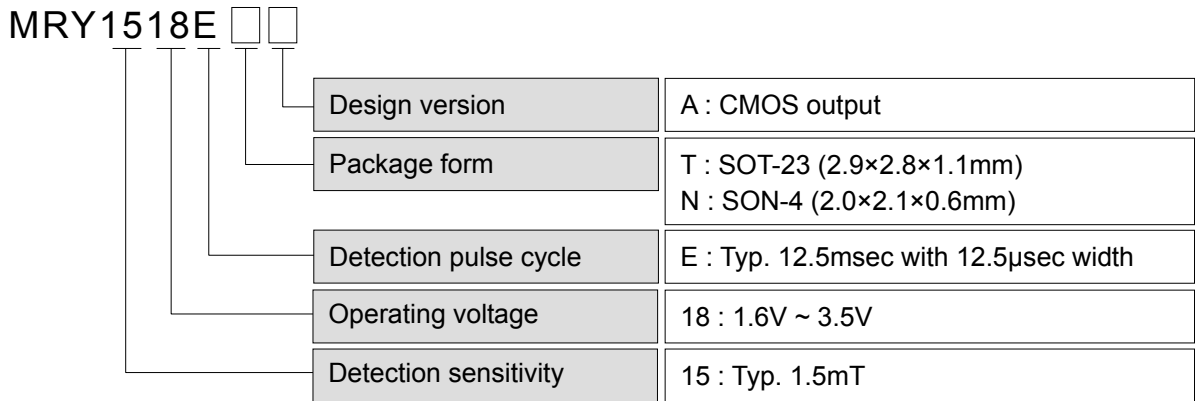 MRY1518E
Design version
A : CMOS output
Package form
T : SOT-23 (2.9×2.8×1.1mm)
N : SON-4 (2.0×2.1×0.6mm)
Detection pulse cycle
E : Typ. 12.5msec with 12.5μsec width
Operating voltage
18 : 1.6V ~ 3.5V
Detection sensitivity
15 : Typ. 1.5mT